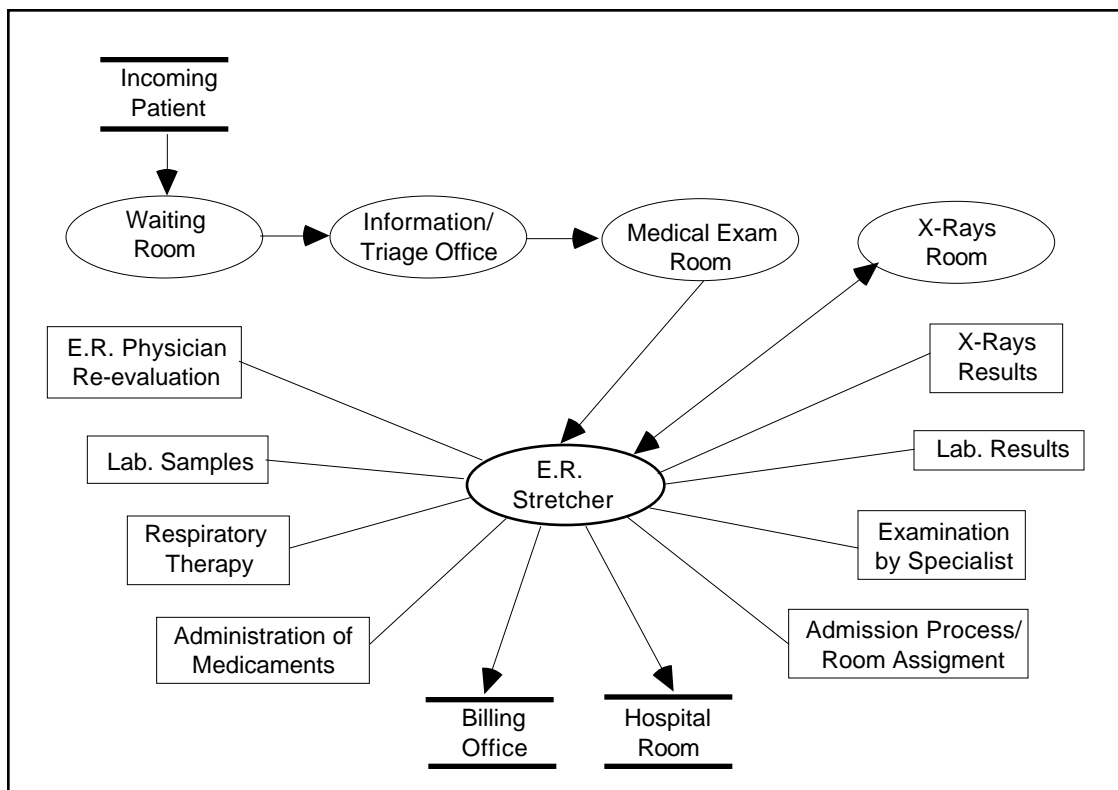 Incoming
Patient
Waiting
Room
Information/
Triage Office
Medical Exam
Room
X-Rays
Room
E.R. Physician
Re-evaluation
X-Rays
Results
Lab. Samples
E.R.
Stretcher
Lab. Results
Respiratory
Therapy
Examination
by Specialist
Administration of
Medicaments
Admission Process/
Room Assigment
Billing
Office
Hospital
Room